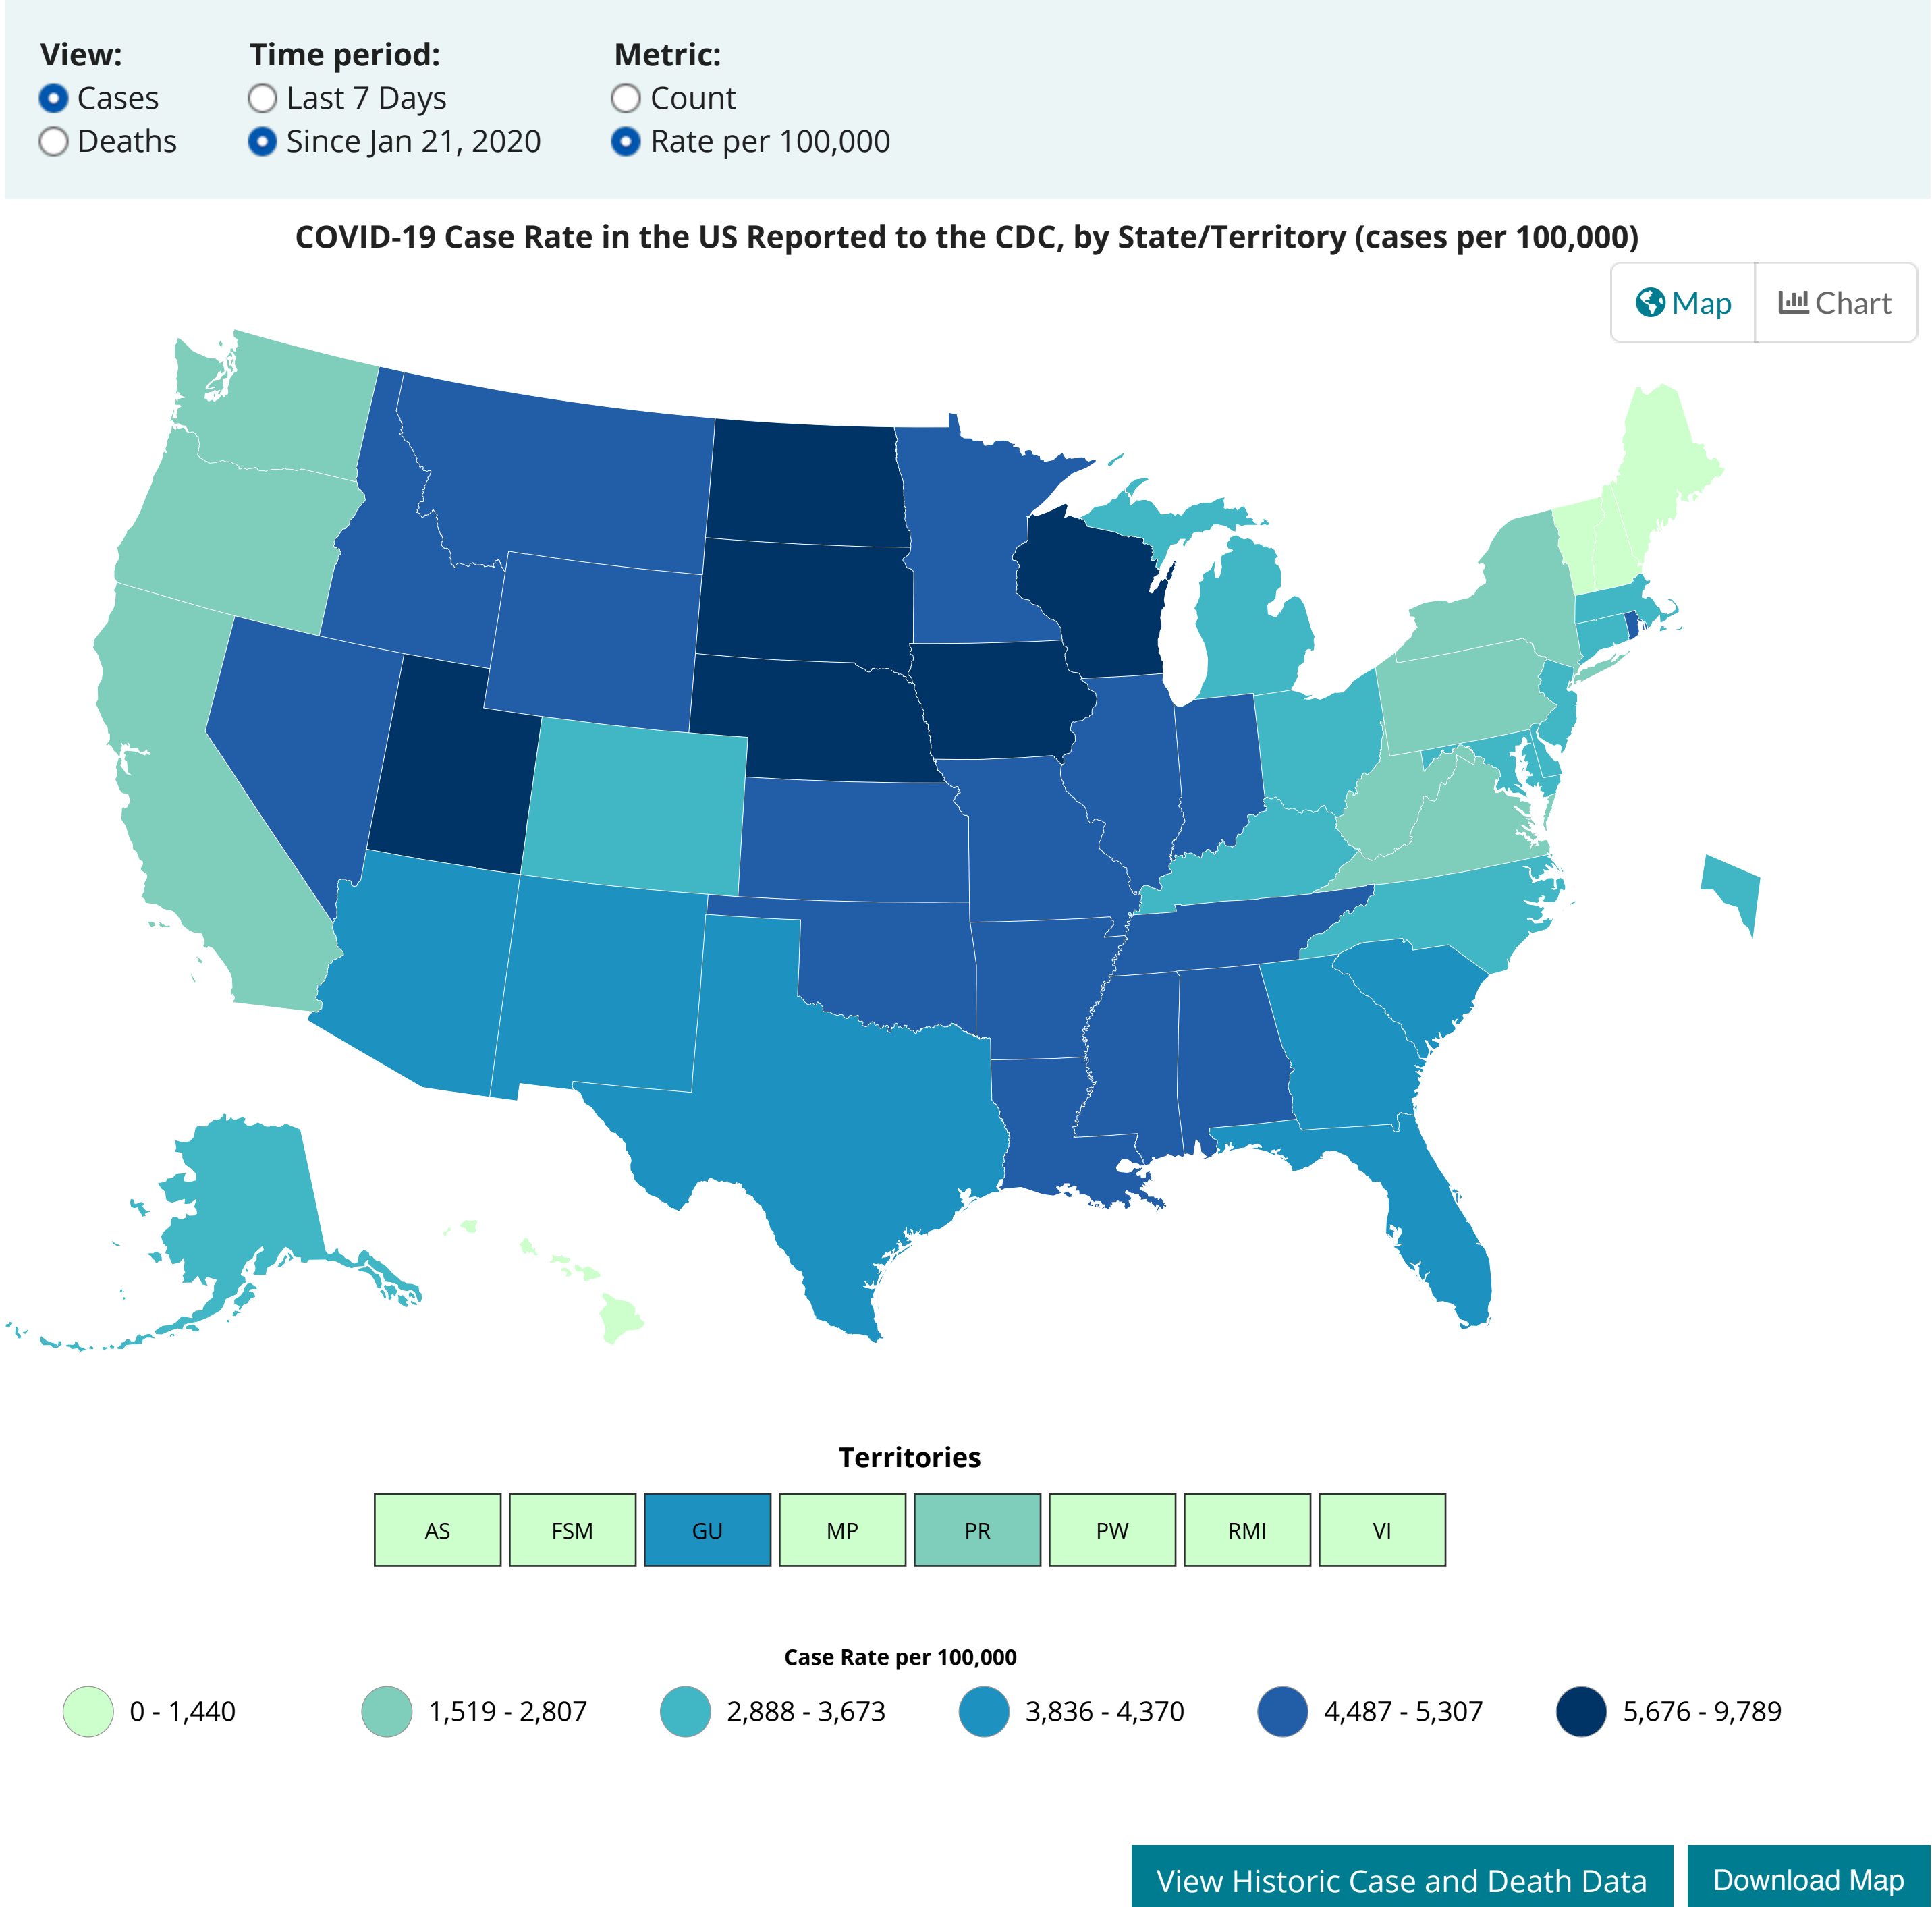 View: Time period: Metric:
Cases Last 7 Days Count
Deaths Since Jan 21, 2020 Rate per 100,000
COVID-19 Case Rate in the US Reported to the CDC, by State/Territory (cases per 100,000)
Map Chart
Territories
AS FSM GU MP PR PW RMI VI
Case Rate per 100,000
0 - 1,440 1,519 - 2,807 2,888 - 3,673 3,836 - 4,370 4,487 - 5,307 5,676 - 9,789
View Historic Case and Death Data Download Map